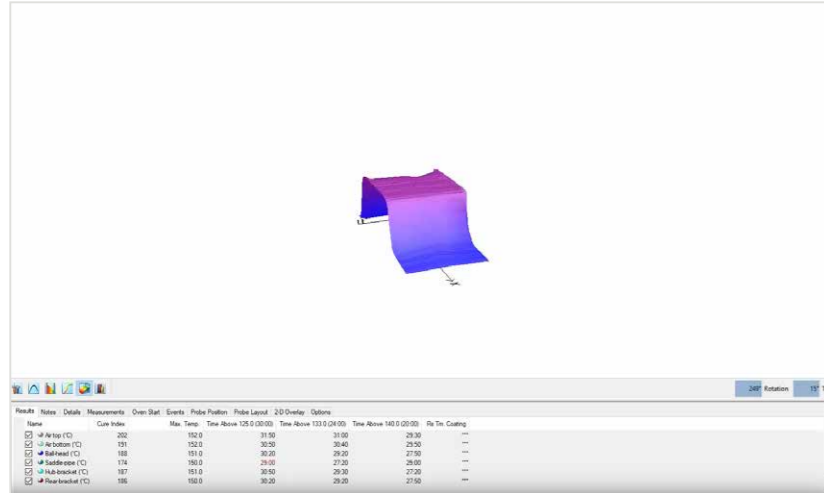 249° Rotation 15°
Results Notes Details Measurements Oven Start Events Probe Position Probe Layout 2-D Overlay Options
Name Cure Index Max. Temp. Time Above 125.0 (30:00) Time Above 133.0 (24:00) Time Above 140.0 (20:00) Rx Tm. Coating
Air top (°C) 202 152.0 31:50 31:00 29:30 ---
Air bottom (°C) 191 152.0 30:50 30:40 29:50 ---
Ball-head (°C) 188 151.0 30:20 29:20 27:50 ---
Saddle-pipe (°C) 174 150.0 29:00 27:20 29:00 ---
Hub-bracket (°C) 187 151.0 30:50 29:30 27:20 ---
Rear-bracket (°C) 186 150.0 30:20 29:20 27:50 ---